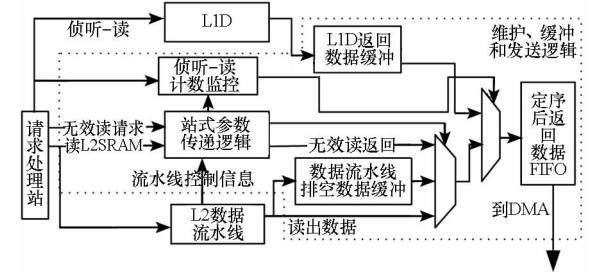 侦听-读
L1D
L1D返回
数据缓冲
维护、缓冲
和发送逻辑
侦听-读
计数监控
请求处理站
无效读请求
读L2SRAM
站式参数
传递逻辑
无效读返回
定序后返回数据FIFO
流水线控制信息
数据流水线
排空数据缓冲
L2数据
流水线
读出数据
到DMA